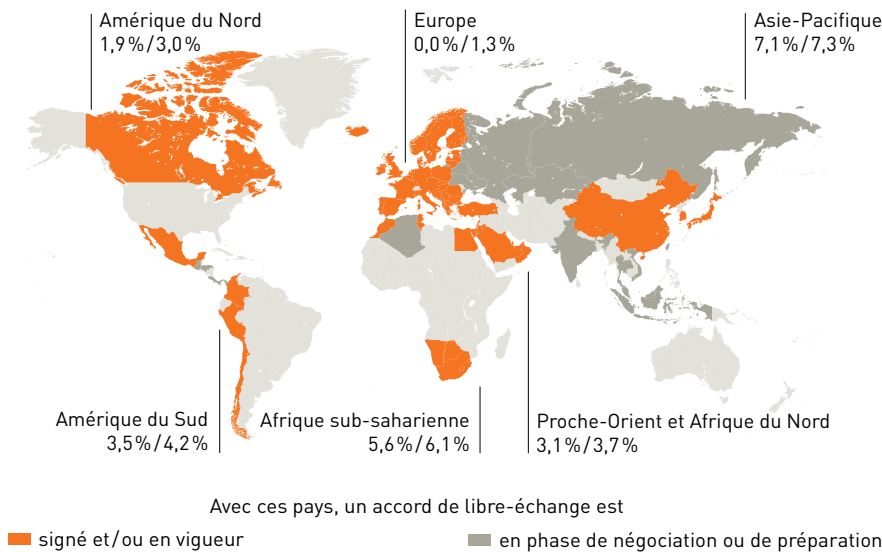 Amérique du Nord
1,9 %/3,0 %
Europe
0,0 %/1,3 %
Asie-Pacifique
7,1 %/7,3 %
Amérique du Sud
3,5 %/4,2 %
Afrique sub-saharienne
5,6 %/6,1 %
Proche-Orient et Afrique du Nord
3,1 %/3,7 %
Avec ces pays, un accord de libre-échange est
signé et/ou en vigueur
en phase de négociation ou de préparation